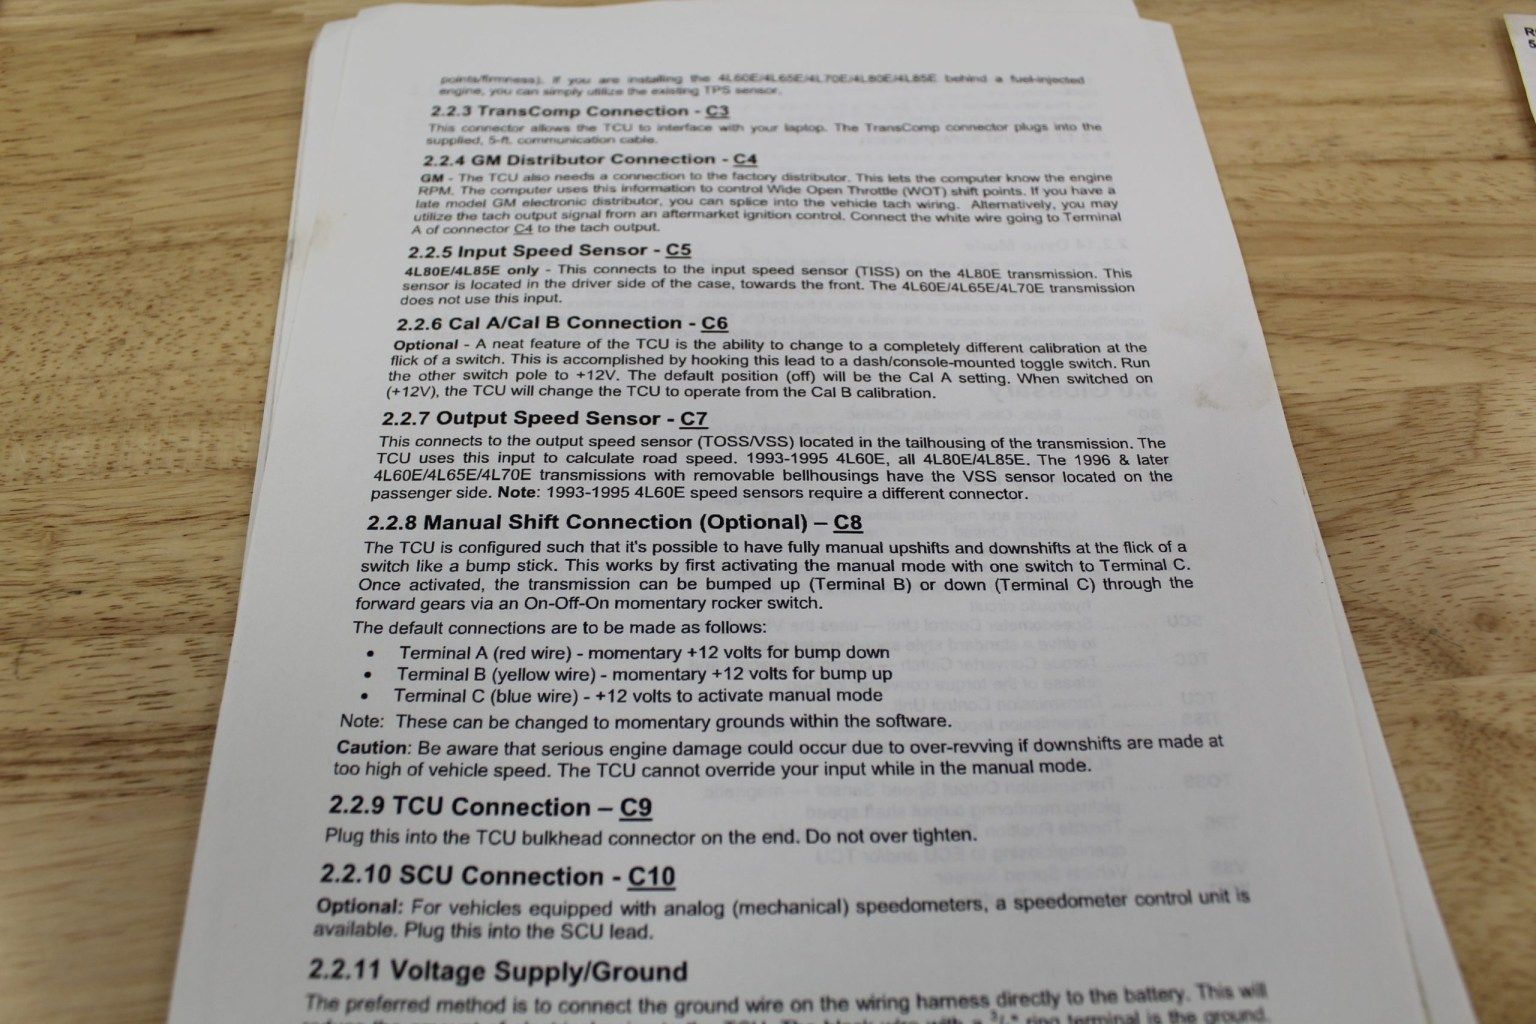 points/firmness). If you are installing the 4L60E/4L65E/4L70E/4L80E/4L85E behind a fuel-injected
engine, you can simply utilize the existing TPS sensor.
2.2.3 TransComp Connection - C3
This connector allows the TCU to interface with your laptop. The TransComp connector plugs into the
supplied, 5-ft. communication cable.
2.2.4 GM Distributor Connection - C4
GM - The TCU also needs a connection to the factory distributor. This lets the computer know the engine
RPM. The computer uses this information to control Wide Open Throttle (WOT) shift points. If you have a
late model GM electronic distributor, you can splice into the vehicle tach wiring. Alternatively, you may
utilize the tach output signal from an aftermarket ignition control. Connect the white wire going to Terminal
A of connector C4 to the tach output.
2.2.5 Input Speed Sensor - C5
4L80E/4L85E only - This connects to the input speed sensor (TISS) on the 4L80E transmission. This
sensor is located in the driver side of the case, towards the front. The 4L60E/4L65E/4L70E transmission
does not use this input.
2.2.6 Cal A/Cal B Connection - C6
Optional - A neat feature of the TCU is the ability to change to a completely different calibration at the
flick of a switch. This is accomplished by hooking this lead to a dash/console-mounted toggle switch. Run
the other switch pole to +12V. The default position (off) will be the Cal A setting. When switched on
(+12V), the TCU will change the TCU to operate from the Cal B calibration.
2.2.7 Output Speed Sensor - C7
This connects to the output speed sensor (TOSS/VSS) located in the tailhousing of the transmission. The
TCU uses this input to calculate road speed. 1993-1995 4L60E, all 4L80E/4L85E. The 1996 & later
4L60E/4L65E/4L70E transmissions with removable bellhousings have the VSS sensor located on the
passenger side. Note: 1993-1995 4L60E speed sensors require a different connector.
2.2.8 Manual Shift Connection (Optional) – C8
The TCU is configured such that it's possible to have fully manual upshifts and downshifts at the flick of a
switch like a bump stick. This works by first activating the manual mode with one switch to Terminal C.
Once activated, the transmission can be bumped up (Terminal B) or down (Terminal C) through the
forward gears via an On-Off-On momentary rocker switch.
The default connections are to be made as follows:
• Terminal A (red wire) - momentary +12 volts for bump down
• Terminal B (yellow wire) - momentary +12 volts for bump up
• Terminal C (blue wire) - +12 volts to activate manual mode
Note: These can be changed to momentary grounds within the software.
Caution: Be aware that serious engine damage could occur due to over-revving if downshifts are made at
too high of vehicle speed. The TCU cannot override your input while in the manual mode.
2.2.9 TCU Connection – C9
Plug this into the TCU bulkhead connector on the end. Do not over tighten.
2.2.10 SCU Connection - C10
Optional: For vehicles equipped with analog (mechanical) speedometers, a speedometer control unit is
available. Plug this into the SCU lead.
2.2.11 Voltage Supply/Ground
The preferred method is to connect the ground wire on the wiring harness directly to the battery. This will
ring terminal is the ground.